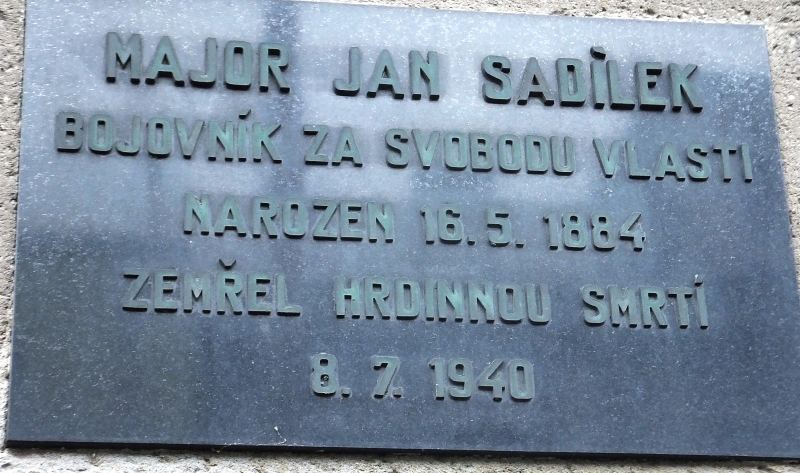 MAJOR JAN SADÍLEK
BOJOVNÍK ZA SVOBODU VLASTI
NAROZEN 16. 5. 1884
ZEMŘEL HRDINNOU SMRTÍ
8. 7. 1940